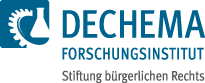 DECHEMA
FORSCHUNGSINSTITUT
Stiftung bürgerlichen Rechts